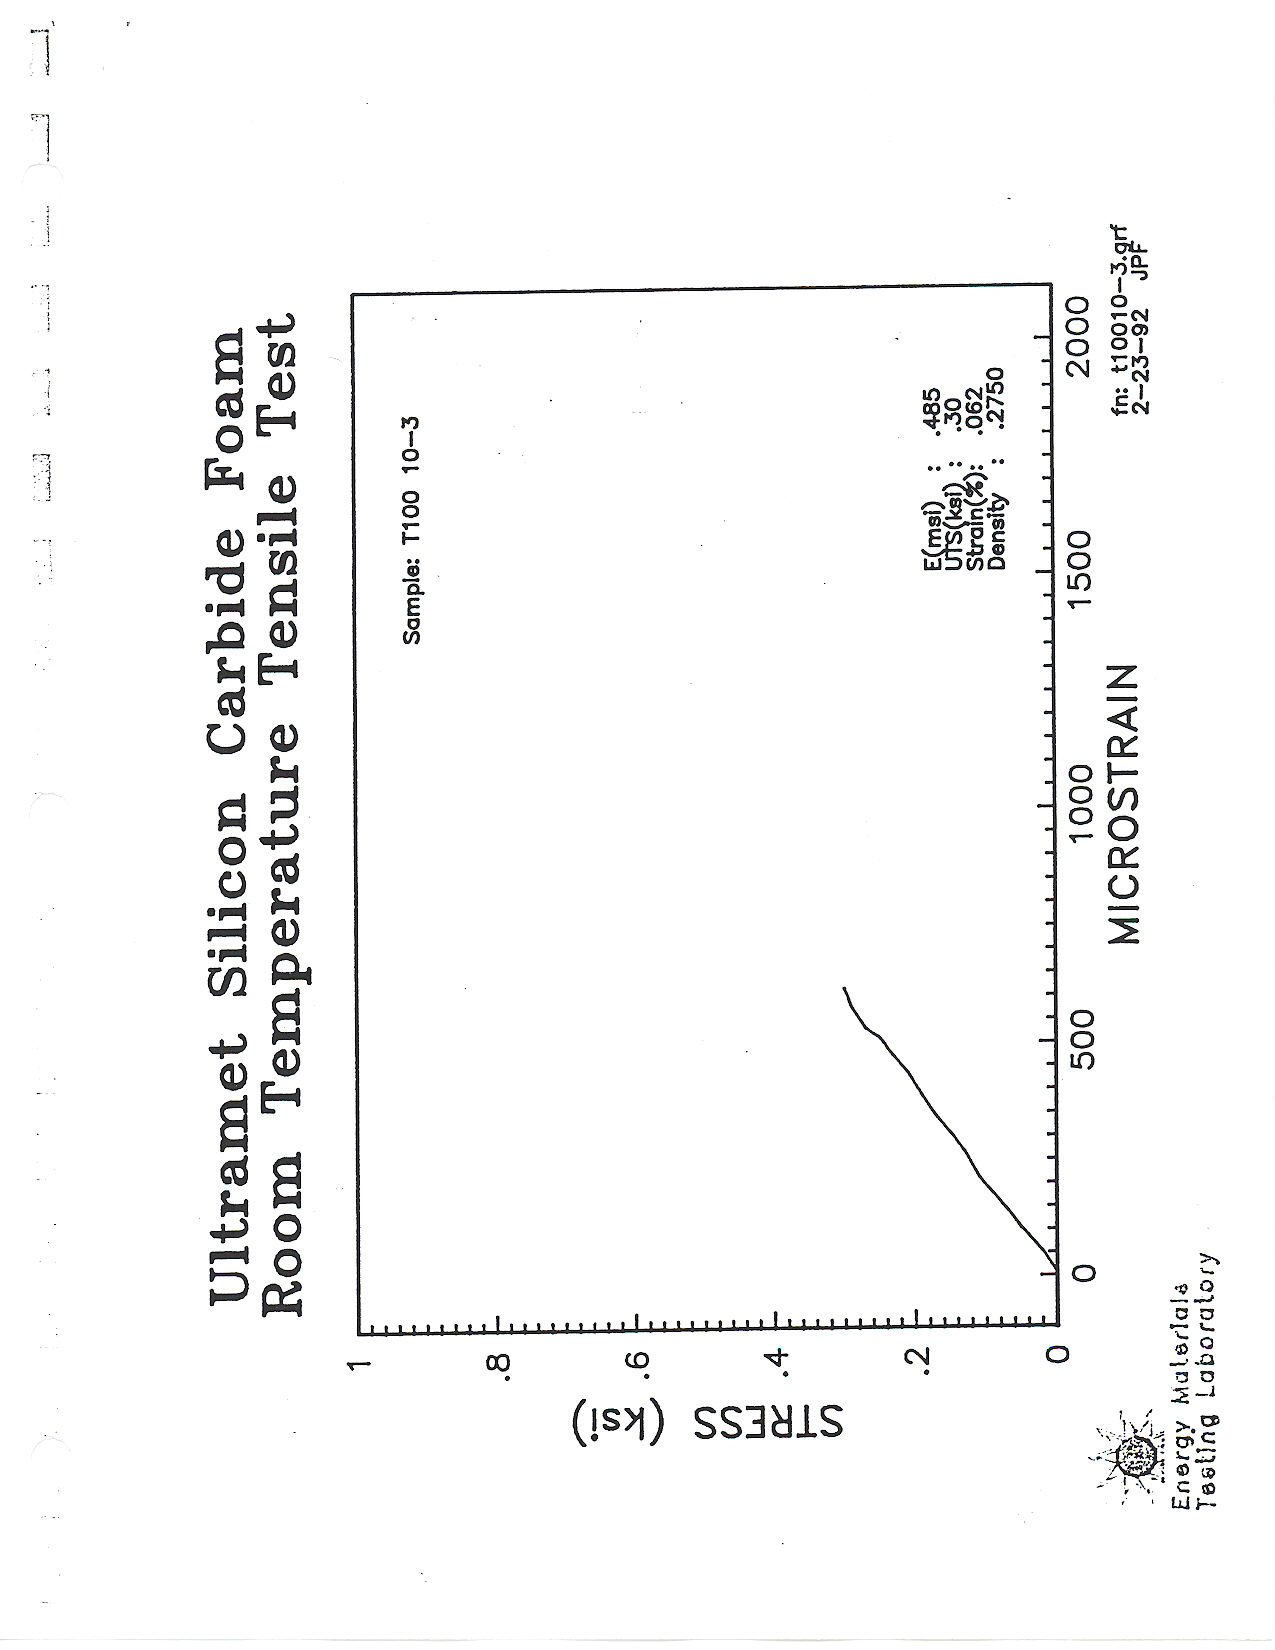 Ultramet Silicon Carbide Foam
Room Temperature Tensile Test
Sample: T100 10-3
STRESS (ksi)
1
.8
.6
.4
.2
0
E(msi) : .485
UTS(ksi) : .30
Strain(%): .062
Density : .2750
0 500 1000 1500 2000
MICROSTRAIN
fn: t10010-3.grf
2-23-92 JPF
Energy Materials
Testing Laboratory